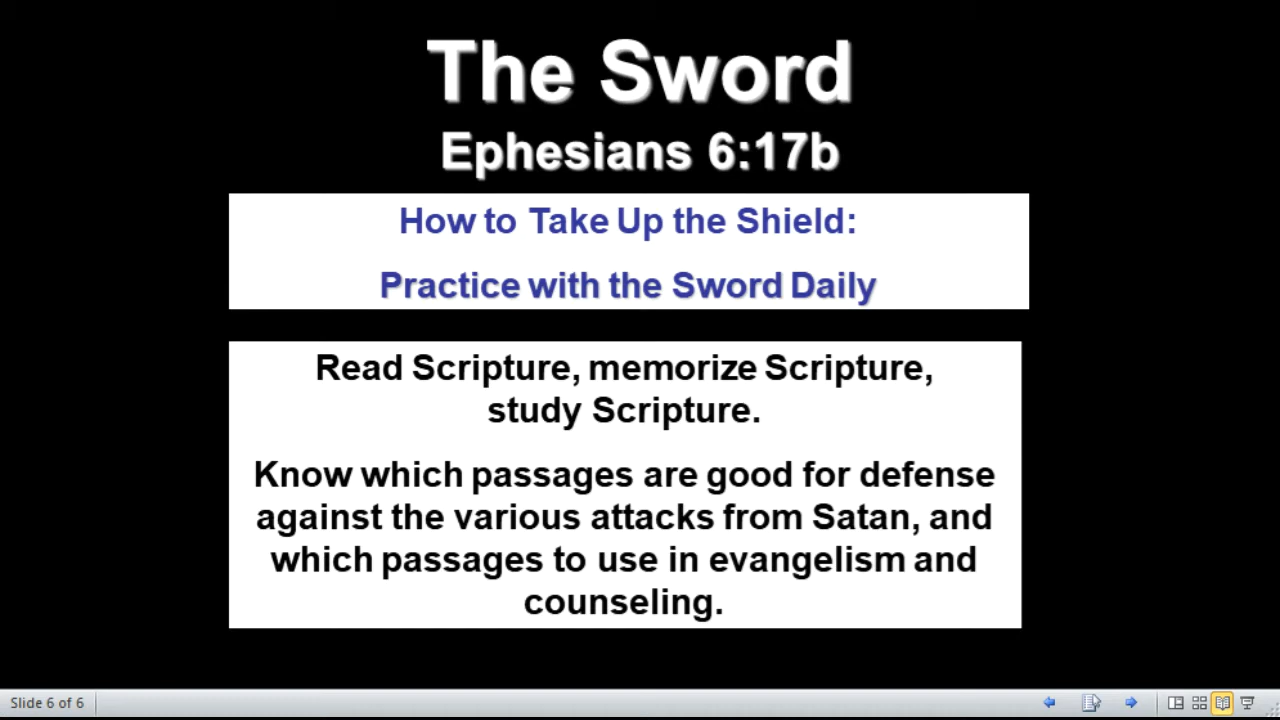 The Sword
Ephesians 6:17b
How to Take Up the Shield:
Practice with the Sword Daily
Read Scripture, memorize Scripture,
study Scripture.
Know which passages are good for defense
against the various attacks from Satan, and
which passages to use in evangelism and
counseling.
Slide 6 of 6